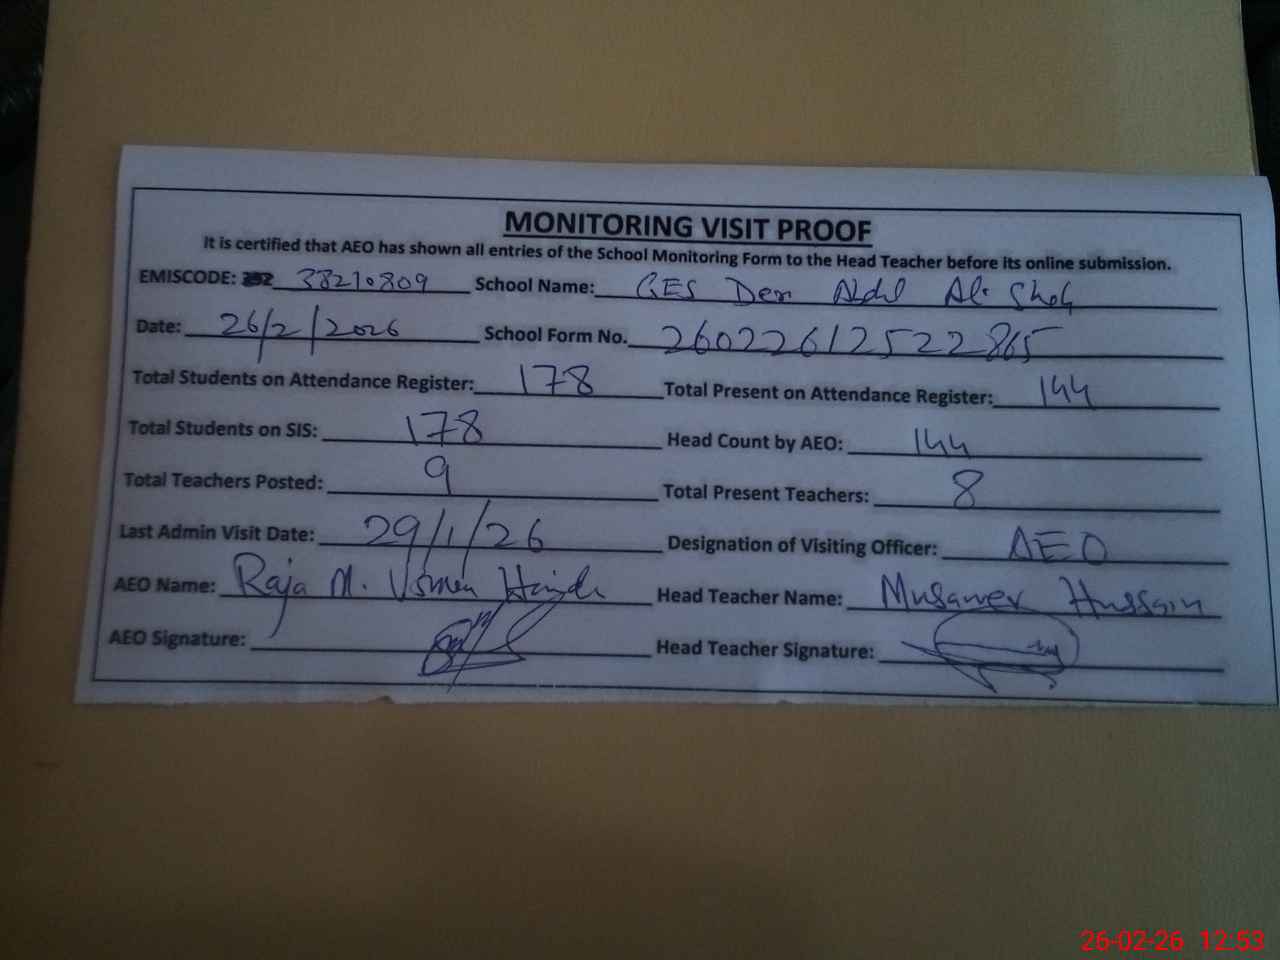 MONITORING VISIT PROOF
It is certified that AEO has shown all entries of the School Monitoring Form to the Head Teacher before its online submission.
EMISCODE: 38210809 School Name: GES
Date: 26/2/2026 School Form No. 26022612522865
Total Students on Attendance Register: 178 Total Present on Attendance Register: 144
Total Students on SIS: 178 Head Count by AEO: 144
Total Teachers Posted: 9 Total Present Teachers: 8
Last Admin Visit Date: 29/1/26 Designation of Visiting Officer: AEO
AEO Name: Raja M. Usman Head Teacher Name: Musawer Hussain
AEO Signature: Head Teacher Signature:
26-02-26 12:53